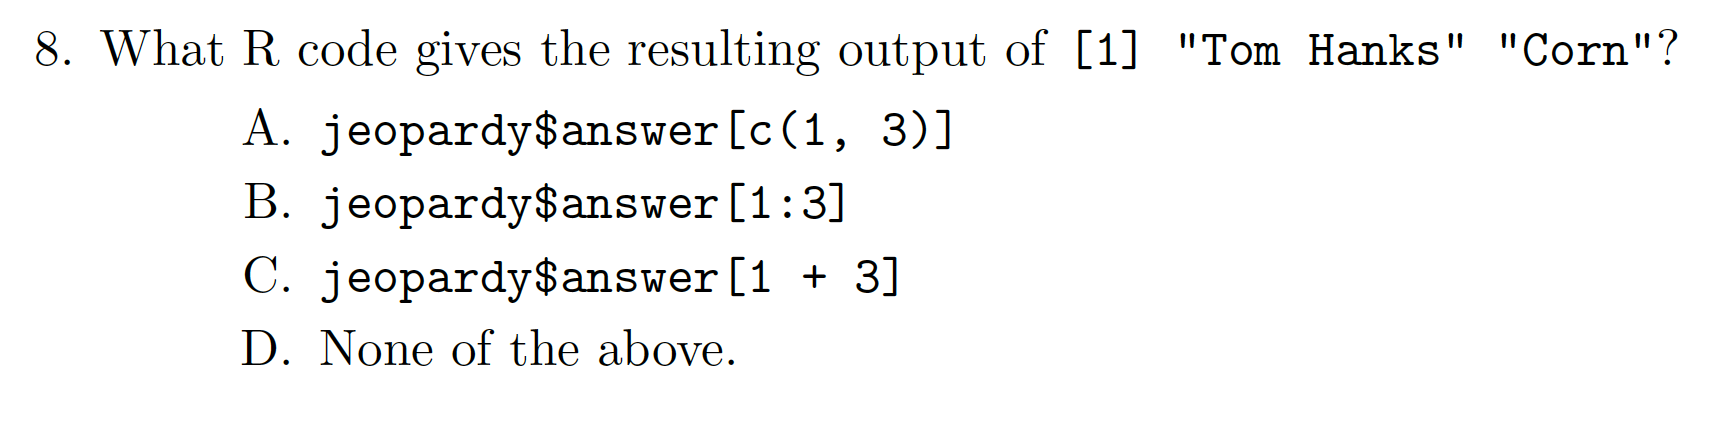 8. What R code gives the resulting output of [1] "Tom Hanks" "Corn"?
A. jeopardy$answer[c(1, 3)]
B. jeopardy$answer[1:3]
C. jeopardy$answer[1 + 3]
D. None of the above.